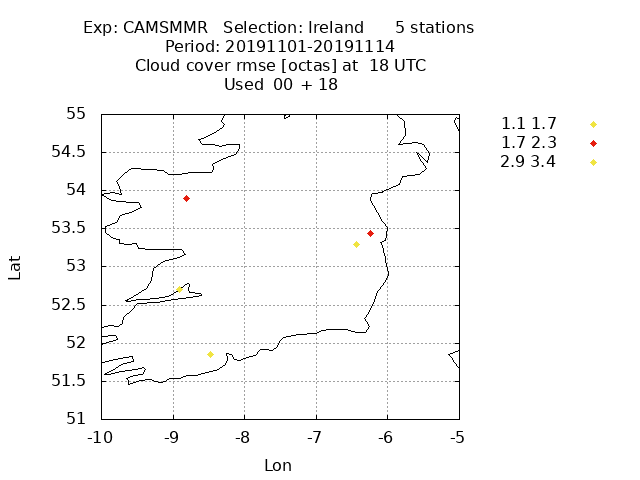 Exp: CAMSMMR   Selection: Ireland      5 stations
Period: 20191101-20191114
Cloud cover rmse [octas] at  18 UTC
Used  00 + 18
1.1 1.7
1.7 2.3
2.9 3.4
55
54.5
54
53.5
53
52.5
52
51.5
51
Lat
-10 -9 -8 -7 -6 -5
Lon